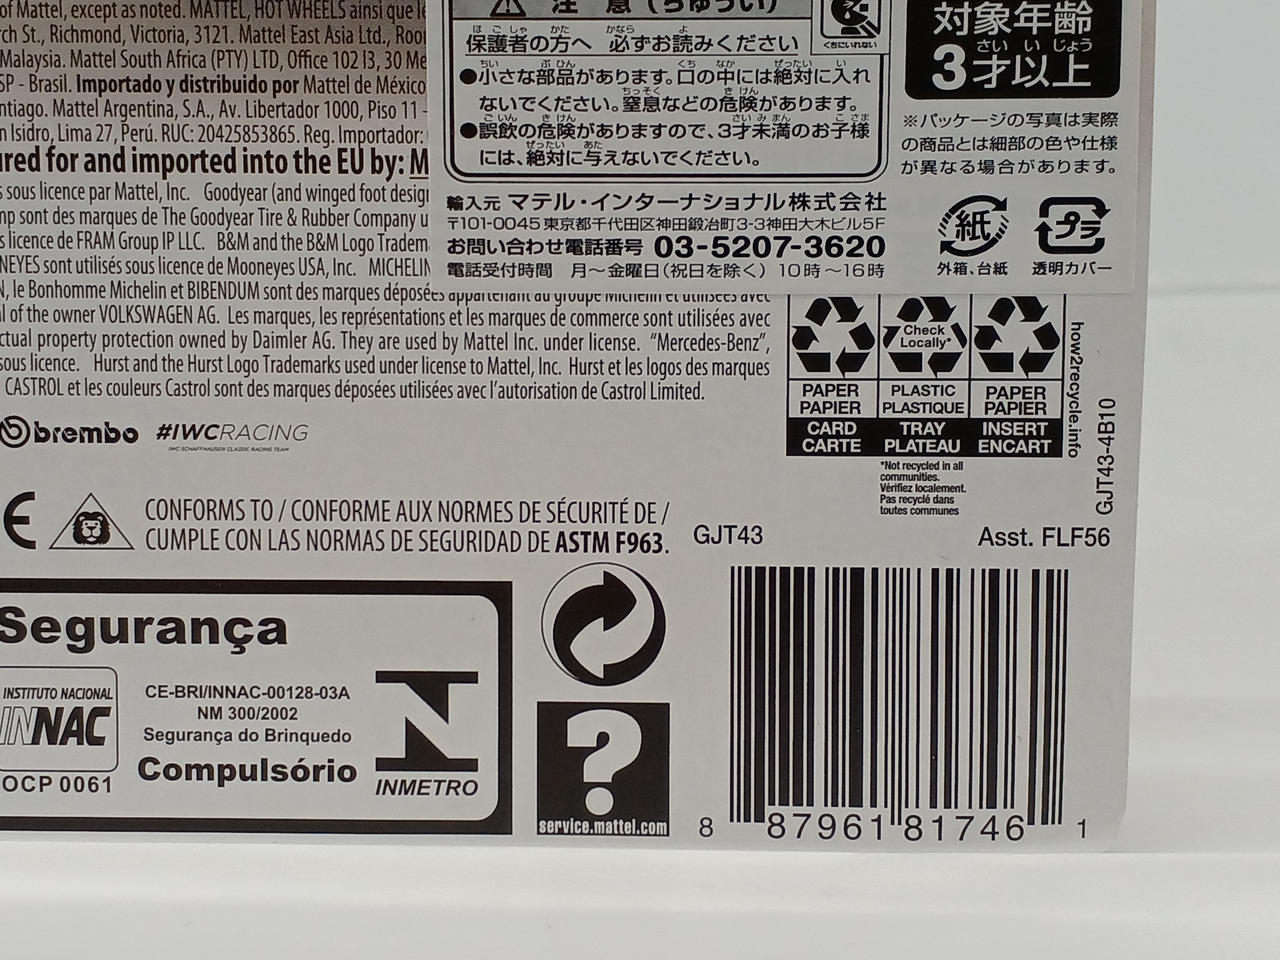 of Mattel, except as noted. MATTEL, HOT WHEELS ainsi que le
rch St., Richmond, Victoria, 3121. Mattel East Asia Ltd.,
Malaysia. Mattel South Africa (PTY) LTD, Office 102 I3, 30
SP - Brasil. Importado y distribuido por Mattel de México
ntiago. Mattel Argentina, S.A., Av. Libertador 1000, Piso 11 -
n Isidro, Lima 27, Perú. RUC: 20425853865. Reg. Importador:
ured for and imported into the EU by: M
s sous licence par Mattel, Inc. Goodyear (and winged foot design
mp sont des marques de The Goodyear Tire & Rubber Company u
s licence de FRAM Group IP LLC. B&M and the B&M Logo Tradem
NEYES sont utilisés sous licence de Mooneyes USA, Inc. MICHELIN
N, le Bonhomme Michelin et BIBENDUM sont des marques déposées appartenant au groupe Michelin et utilisées avec
al of the owner VOLKSWAGEN AG. Les marques, les représentations et les marques de commerce sont utilisées avec
ctual property protection owned by Daimler AG. They are used by Mattel Inc. under license. “Mercedes-Benz”,
sous licence. Hurst and the Hurst Logo Trademarks used under license to Mattel, Inc. Hurst et les logos des marques
CASTROL et les couleurs Castrol sont des marques déposées utilisées avec l’autorisation de Castrol Limited.
brembo #IWCRACING
IWC SCHAFFHAUSEN CLASSIC RACING TEAM
注 意 (ちゅうい)
くちにいれない
保護者の方へ 必ずお読みください
●小さな部品があります。口の中には絶対に入れ
ないでください。窒息などの危険があります。
●誤飲の危険がありますので、3才未満のお子様
には、絶対に与えないでください。
対象年齢
3才以上
※パッケージの写真は実際
の商品とは細部の色や仕様
が異なる場合があります。
輸入元 マテル・インターナショナル株式会社
〒101-0045 東京都千代田区神田鍛冶町3-3神田大木ビル5F
お問い合わせ電話番号 03-5207-3620
電話受付時間 月～金曜日(祝日を除く) 10時～16時
紙
外箱、台紙
プラ
透明カバー
Check
Locally*
PAPER
PAPIER
PLASTIC
PLASTIQUE
PAPER
PAPIER
CARD
CARTE
TRAY
PLATEAU
INSERT
ENCART
how2recycle.info
*Not recycled in all
communities.
Vérifiez localement.
Pas recyclé dans
toutes communes
GJT43-4B10
CE
CONFORMS TO / CONFORME AUX NORMES DE SÉCURITÉ DE /
CUMPLE CON LAS NORMAS DE SEGURIDAD DE ASTM F963.
GJT43
Asst. FLF56
Segurança
INSTITUTO NACIONAL
INNAC
OCP 0061
CE-BRI/INNAC-00128-03A
NM 300/2002
Segurança do Brinquedo
Compulsório
INMETRO
?
service.mattel.com
8 87961 81746 1